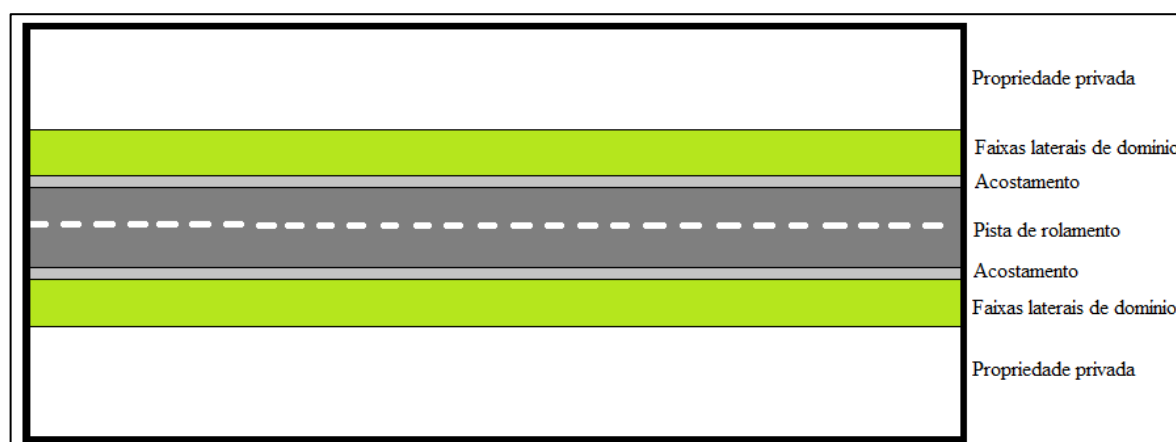 Propriedade privada
Faixas laterais de domínio
Acostamento
Pista de rolamento
Acostamento
Faixas laterais de domínio
Propriedade privada